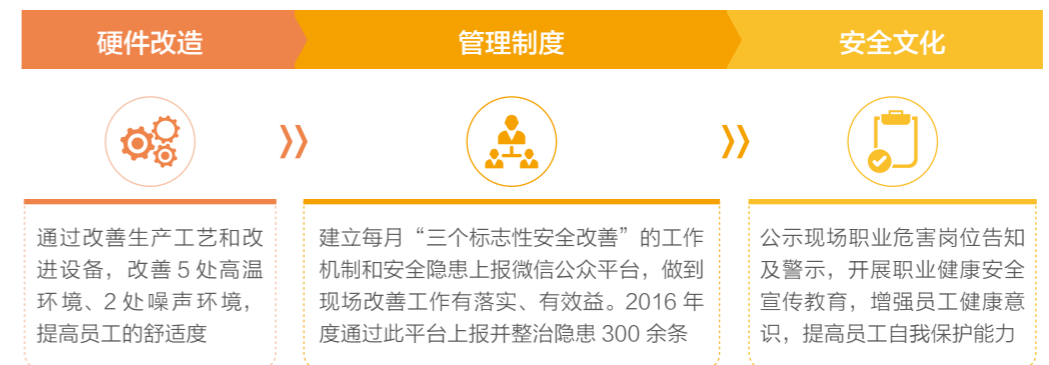 硬件改造
管理制度
安全文化
通过改善生产工艺和改
进设备，改善 5 处高温
环境、2 处噪声环境，
提高员工的舒适度
建立每月“三个标志性安全改善”的工作
机制和安全隐患上报微信公众平台，做到
现场改善工作有落实、有效益。2016 年
度通过此平台上报并整治隐患 300 余条
公示现场职业危害岗位告知
及警示，开展职业健康安全
宣传教育，增强员工健康意
识，提高员工自我保护能力